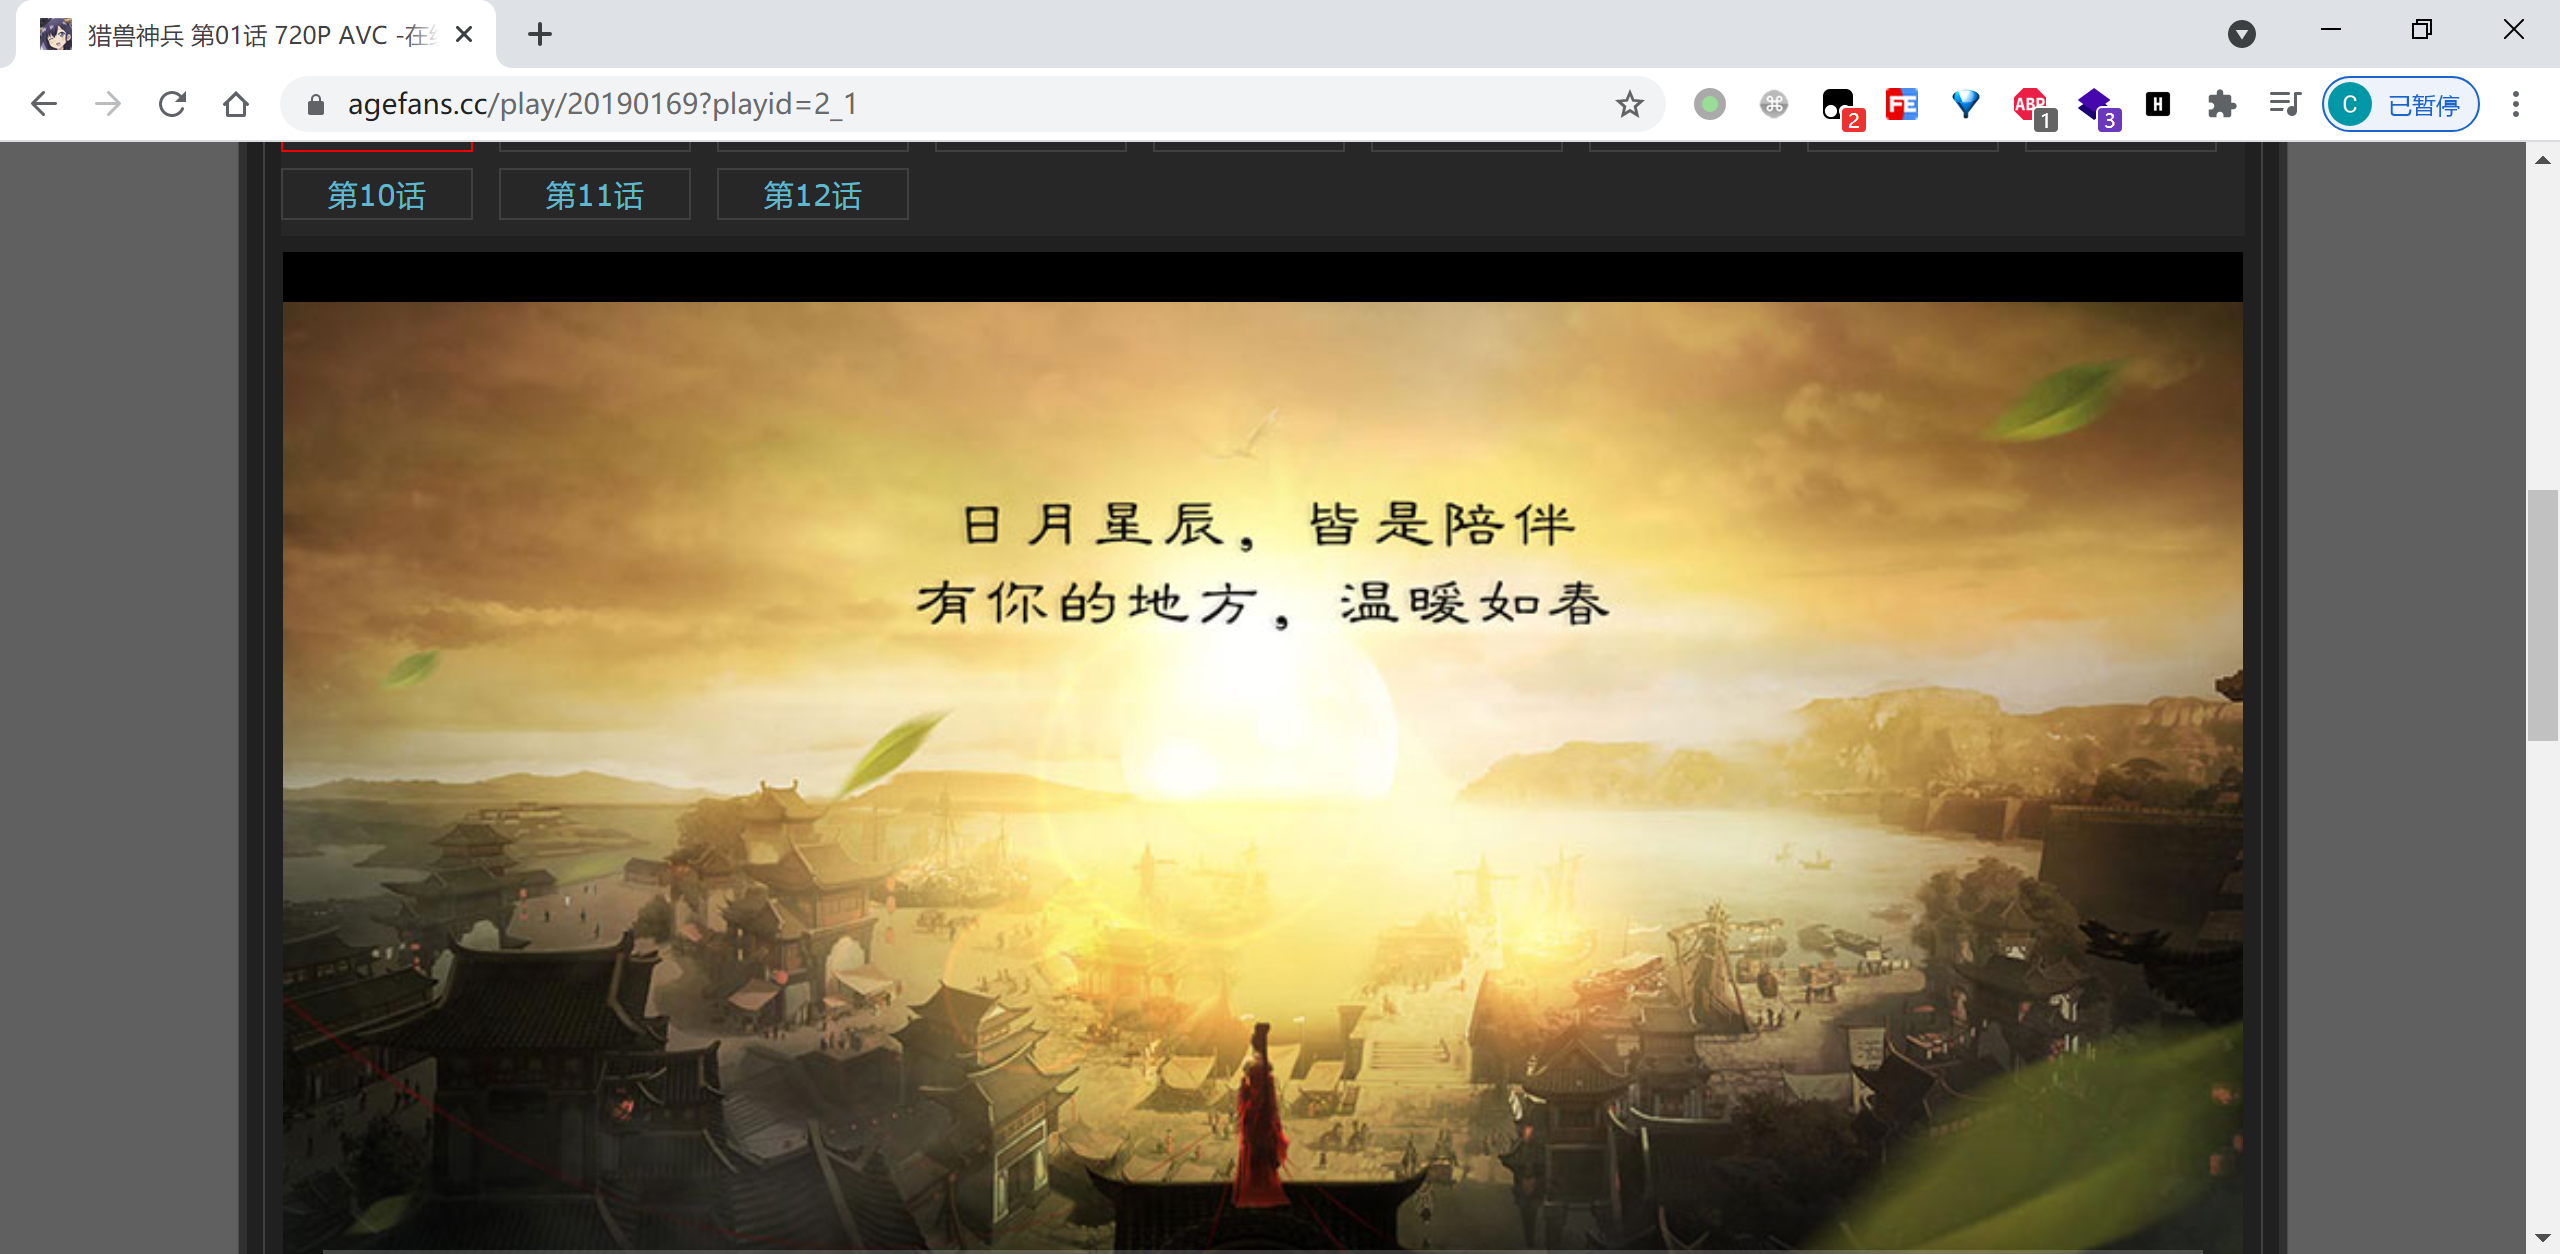 猎兽神兵 第01话 720P AVC -在
agefans.cc/play/20190169?playid=2_1
2
FE
ABP
1
3
H
C
已暂停
第10话
第11话
第12话
日月星辰，皆是陪伴
有你的地方，温暖如春